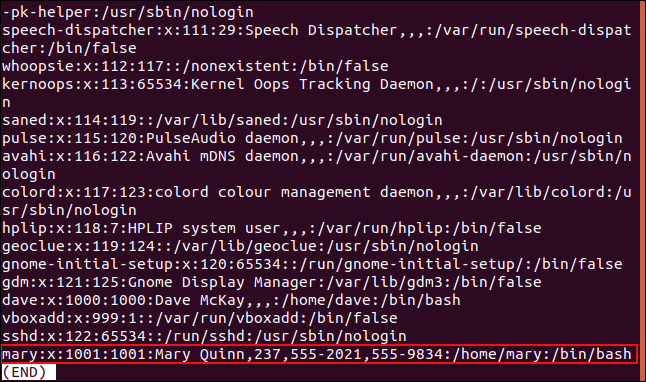 -pk-helper:/usr/sbin/nologin
speech-dispatcher:x:111:29:Speech Dispatcher,,,:/var/run/speech-dispat
cher:/bin/false
whoopsie:x:112:117::/nonexistent:/bin/false
kernoops:x:113:65534:Kernel Oops Tracking Daemon,,,:/:/usr/sbin/nologi
n
saned:x:114:119::/var/lib/saned:/usr/sbin/nologin
pulse:x:115:120:PulseAudio daemon,,,:/var/run/pulse:/usr/sbin/nologin
avahi:x:116:122:Avahi mDNS daemon,,,:/var/run/avahi-daemon:/usr/sbin/n
ologin
colord:x:117:123:colord colour management daemon,,,:/var/lib/colord:/u
sr/sbin/nologin
hplip:x:118:7:HPLIP system user,,,:/var/run/hplip:/bin/false
geoclue:x:119:124::/var/lib/geoclue:/usr/sbin/nologin
gnome-initial-setup:x:120:65534::/run/gnome-initial-setup/:/bin/false
gdm:x:121:125:Gnome Display Manager:/var/lib/gdm3:/bin/false
dave:x:1000:1000:Dave McKay,,,:/home/dave:/bin/bash
vboxadd:x:999:1::/var/run/vboxadd:/bin/false
sshd:x:122:65534::/run/sshd:/usr/sbin/nologin
mary:x:1001:1001:Mary Quinn,237,555-2021,555-9834:/home/mary:/bin/bash
(END)